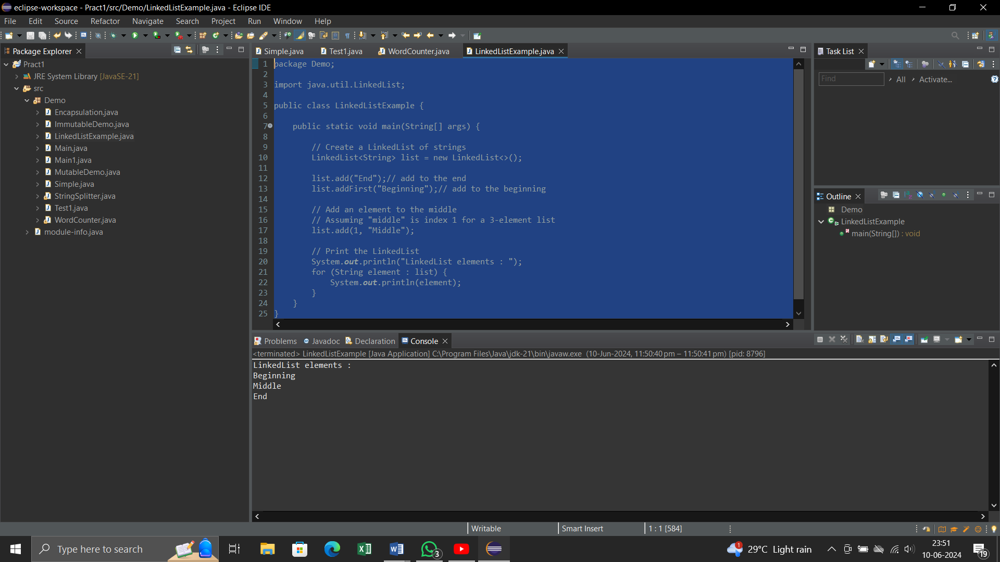 eclipse-workspace - Pract1/src/Demo/LinkedListExample.java - Eclipse IDE
File Edit Source Refactor Navigate Search Project Run Window Help
Package Explorer
Pract1
JRE System Library [JavaSE-21]
src
Demo
Encapsulation.java
ImmutableDemo.java
LinkedListExample.java
Main.java
Main1.java
MutableDemo.java
Simple.java
StringSplitter.java
Test1.java
WordCounter.java
module-info.java
Simple.java Test1.java WordCounter.java LinkedListExample.java
1 package Demo;
2
3 import java.util.LinkedList;
4
5 public class LinkedListExample {
6
7 public static void main(String[] args) {
8
9 // Create a LinkedList of strings
10 LinkedList<String> list = new LinkedList<>();
11
12 list.add("End");// add to the end
13 list.addFirst("Beginning");// add to the beginning
14
15 // Add an element to the middle
16 // Assuming "middle" is index 1 for a 3-element list
17 list.add(1, "Middle");
18
19 // Print the LinkedList
20 System.out.println("LinkedList elements : ");
21 for (String element : list) {
22 System.out.println(element);
23 }
24 }
25 }
Task List
Find All Activate...
Outline
Demo
LinkedListExample
main(String[]) : void
Problems Javadoc Declaration Console
<terminated> LinkedListExample [Java Application] C:\Program Files\Java\jdk-21\bin\javaw.exe (10-Jun-2024, 11:50:40 pm – 11:50:41 pm) [pid: 8796]
LinkedList elements :
Beginning
Middle
End
Writable Smart Insert 1 : 1 [584]
Type here to search
3
1
29°C Light rain
23:51
10-06-2024
19